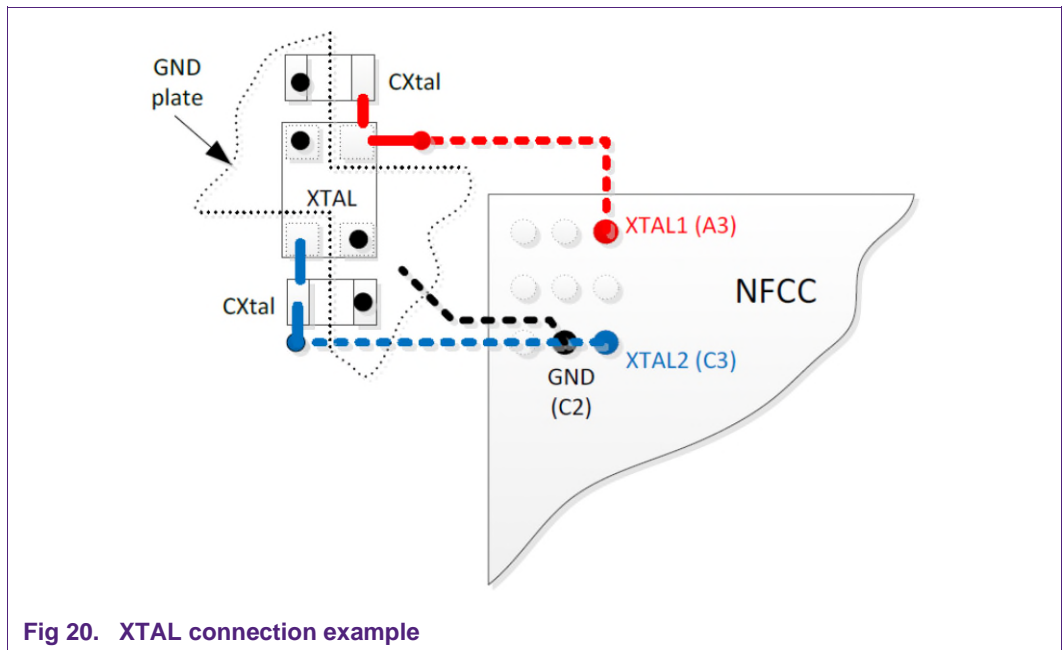 GND
plate
CXtal
XTAL
CXtal
XTAL1 (A3)
NFCC
XTAL2 (C3)
GND
(C2)
Fig 20. XTAL connection example